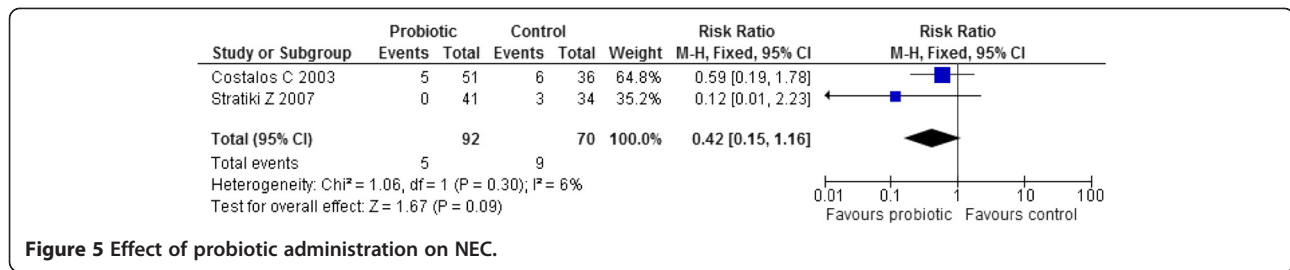 Probiotic Control Risk Ratio Risk Ratio
Study or Subgroup Events Total Events Total Weight M-H, Fixed, 95% CI M-H, Fixed, 95% CI
Costalos C 2003 5 51 6 36 64.8% 0.59 [0.19, 1.78]
Stratiki Z 2007 0 41 3 34 35.2% 0.12 [0.01, 2.23]
Total (95% CI) 92 70 100.0% 0.42 [0.15, 1.16]
Total events 5 9
Heterogeneity: Chi² = 1.06, df = 1 (P = 0.30); I² = 6%
Test for overall effect: Z = 1.67 (P = 0.09)
0.01 0.1 1 10 100
Favours probiotic Favours control
Figure 5 Effect of probiotic administration on NEC.